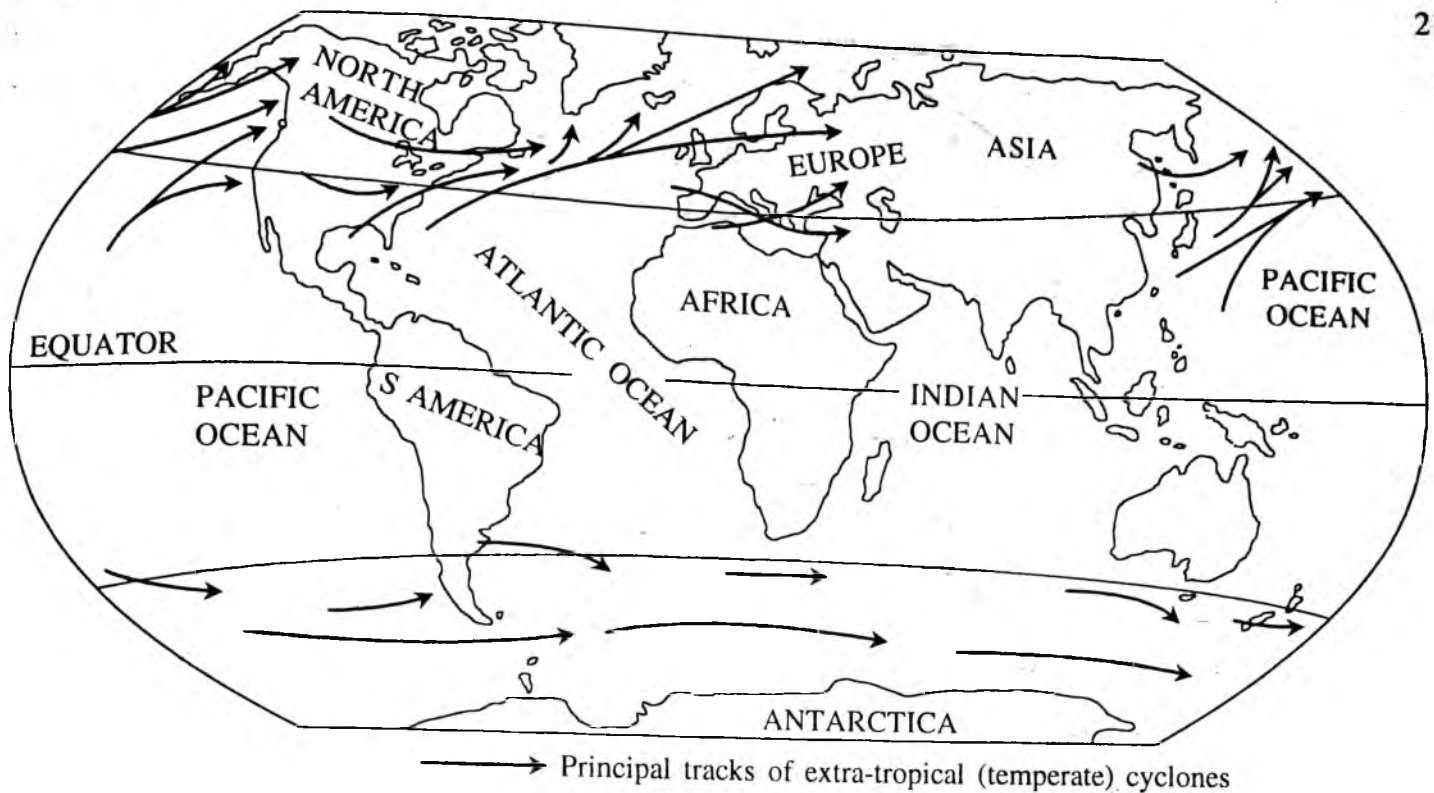 2
NORTH
AMERICA
EUROPE
ASIA
ATLANTIC OCEAN
AFRICA
PACIFIC
OCEAN
EQUATOR
PACIFIC
OCEAN
S AMERICA
INDIAN
OCEAN
ANTARCTICA
Principal tracks of extra-tropical (temperate) cyclones